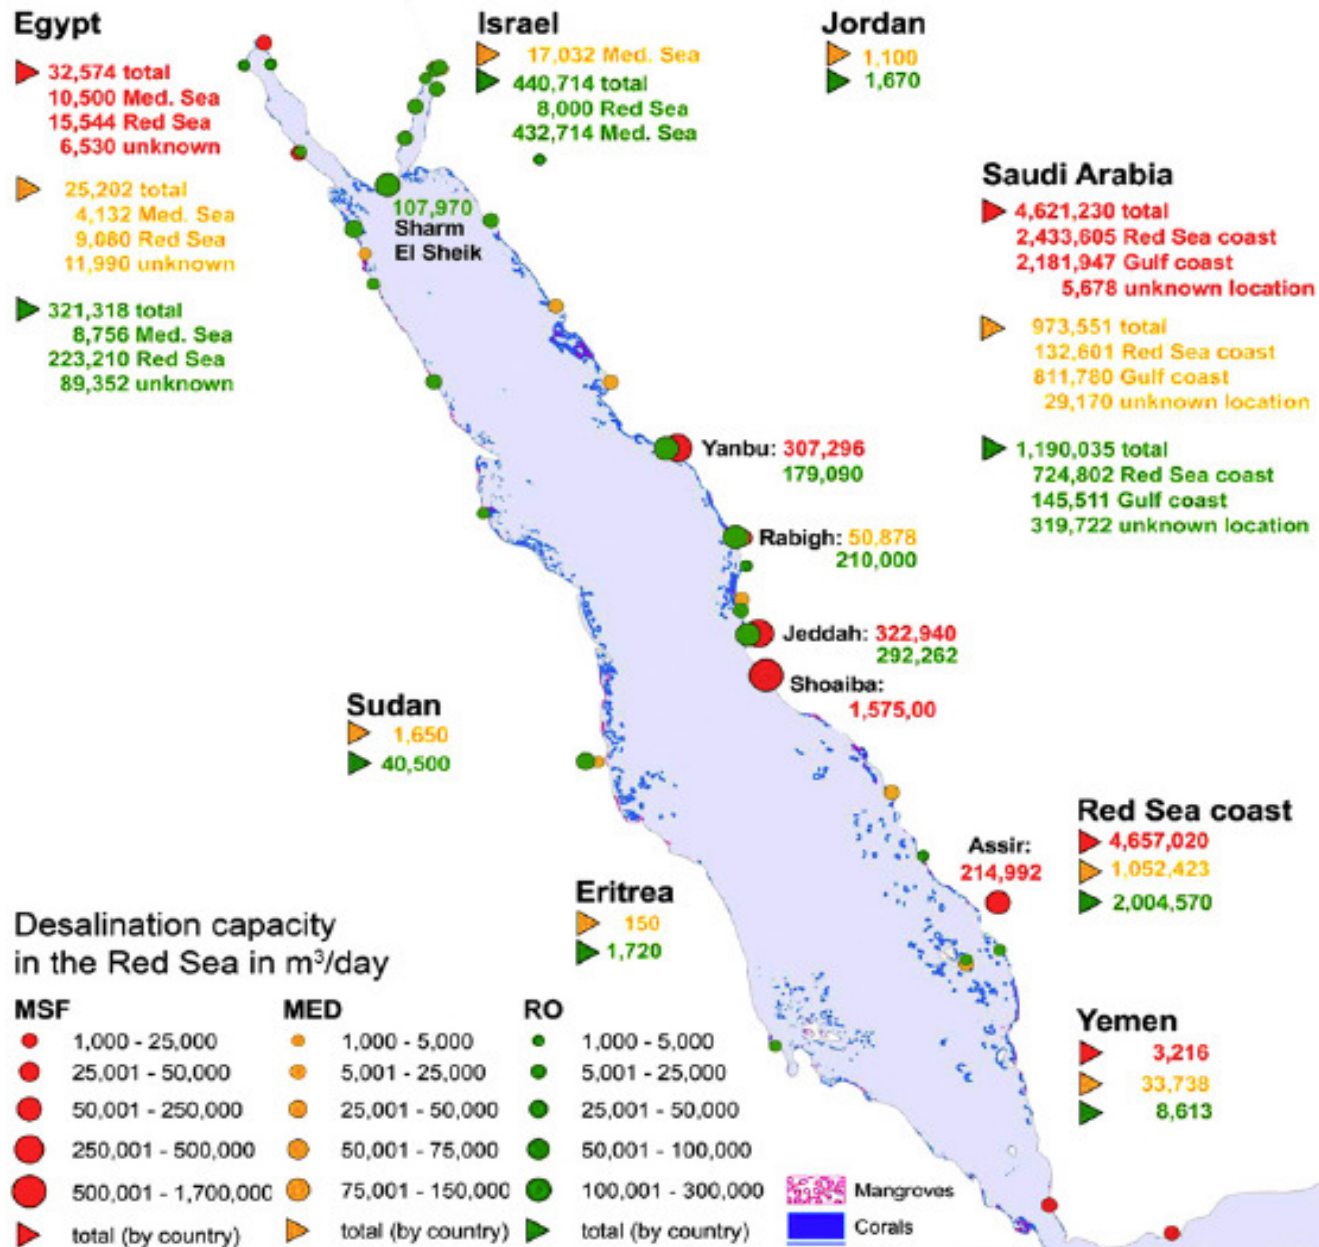 Egypt
32,574 total
10,500 Med. Sea
15,544 Red Sea
6,530 unknown
25,202 total
4,132 Med. Sea
9,080 Red Sea
11,990 unknown
321,318 total
8,756 Med. Sea
223,210 Red Sea
89,352 unknown
Israel
17,032 Med. Sea
440,714 total
8,000 Red Sea
432,714 Med. Sea
Jordan
1,100
1,670
Saudi Arabia
4,621,230 total
2,433,605 Red Sea coast
2,181,947 Gulf coast
5,678 unknown location
973,551 total
132,601 Red Sea coast
811,780 Gulf coast
29,170 unknown location
1,190,035 total
724,802 Red Sea coast
145,511 Gulf coast
319,722 unknown location
107,970
Sharm
El Sheik
Yanbu: 307,296
179,090
Rabigh: 50,878
210,000
Jeddah: 322,940
292,262
Shoaiba:
1,575,00
Sudan
1,650
40,500
Assir:
214,992
Red Sea coast
4,657,020
1,052,423
2,004,570
Eritrea
150
1,720
Yemen
3,216
33,738
8,613
Desalination capacity
in the Red Sea in m³/day
MSF
1,000 - 25,000
25,001 - 50,000
50,001 - 250,000
250,001 - 500,000
500,001 - 1,700,000
total (by country)
MED
1,000 - 5,000
5,001 - 25,000
25,001 - 50,000
50,001 - 75,000
75,001 - 150,000
total (by country)
RO
1,000 - 5,000
5,001 - 25,000
25,001 - 50,000
50,001 - 100,000
100,001 - 300,000
total (by country)
Mangroves
Corals